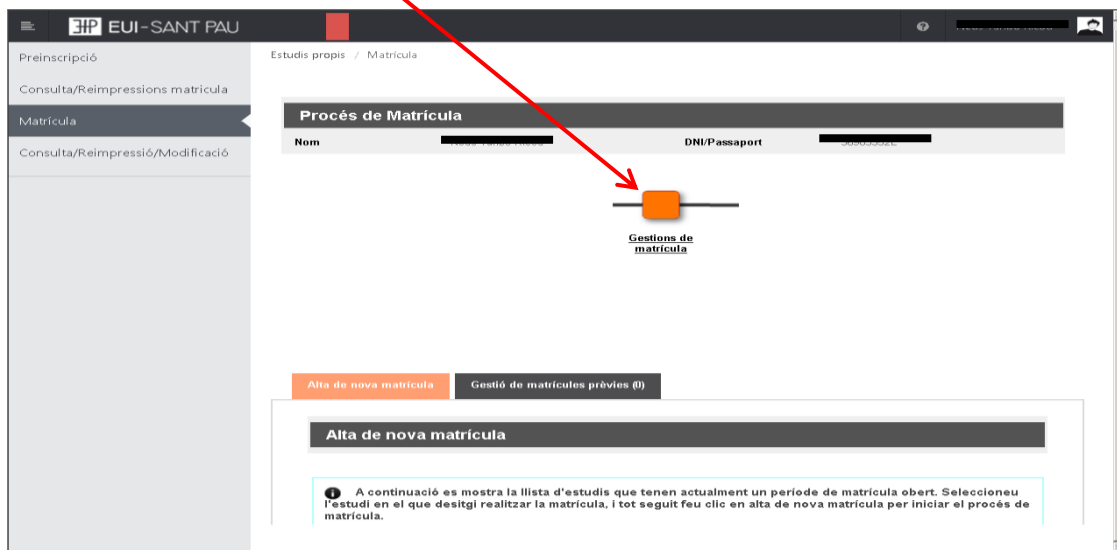 EUI-SANT PAU
Preinscripció
Consulta/Reimpressions matricula
Matrícula
Consulta/Reimpressió/Modificació
Estudis propis / Matrícula
Procés de Matrícula
Nom DNI/Passaport
Gestions de
matrícula
Alta de nova matrícula Gestió de matrícules prèvies (0)
Alta de nova matrícula
A continuació es mostra la llista d'estudis que tenen actualment un període de matrícula obert. Seleccioneu
l'estudi en el que desitgi realitzar la matrícula, i tot seguit feu clic en alta de nova matrícula per iniciar el procés de
matrícula.